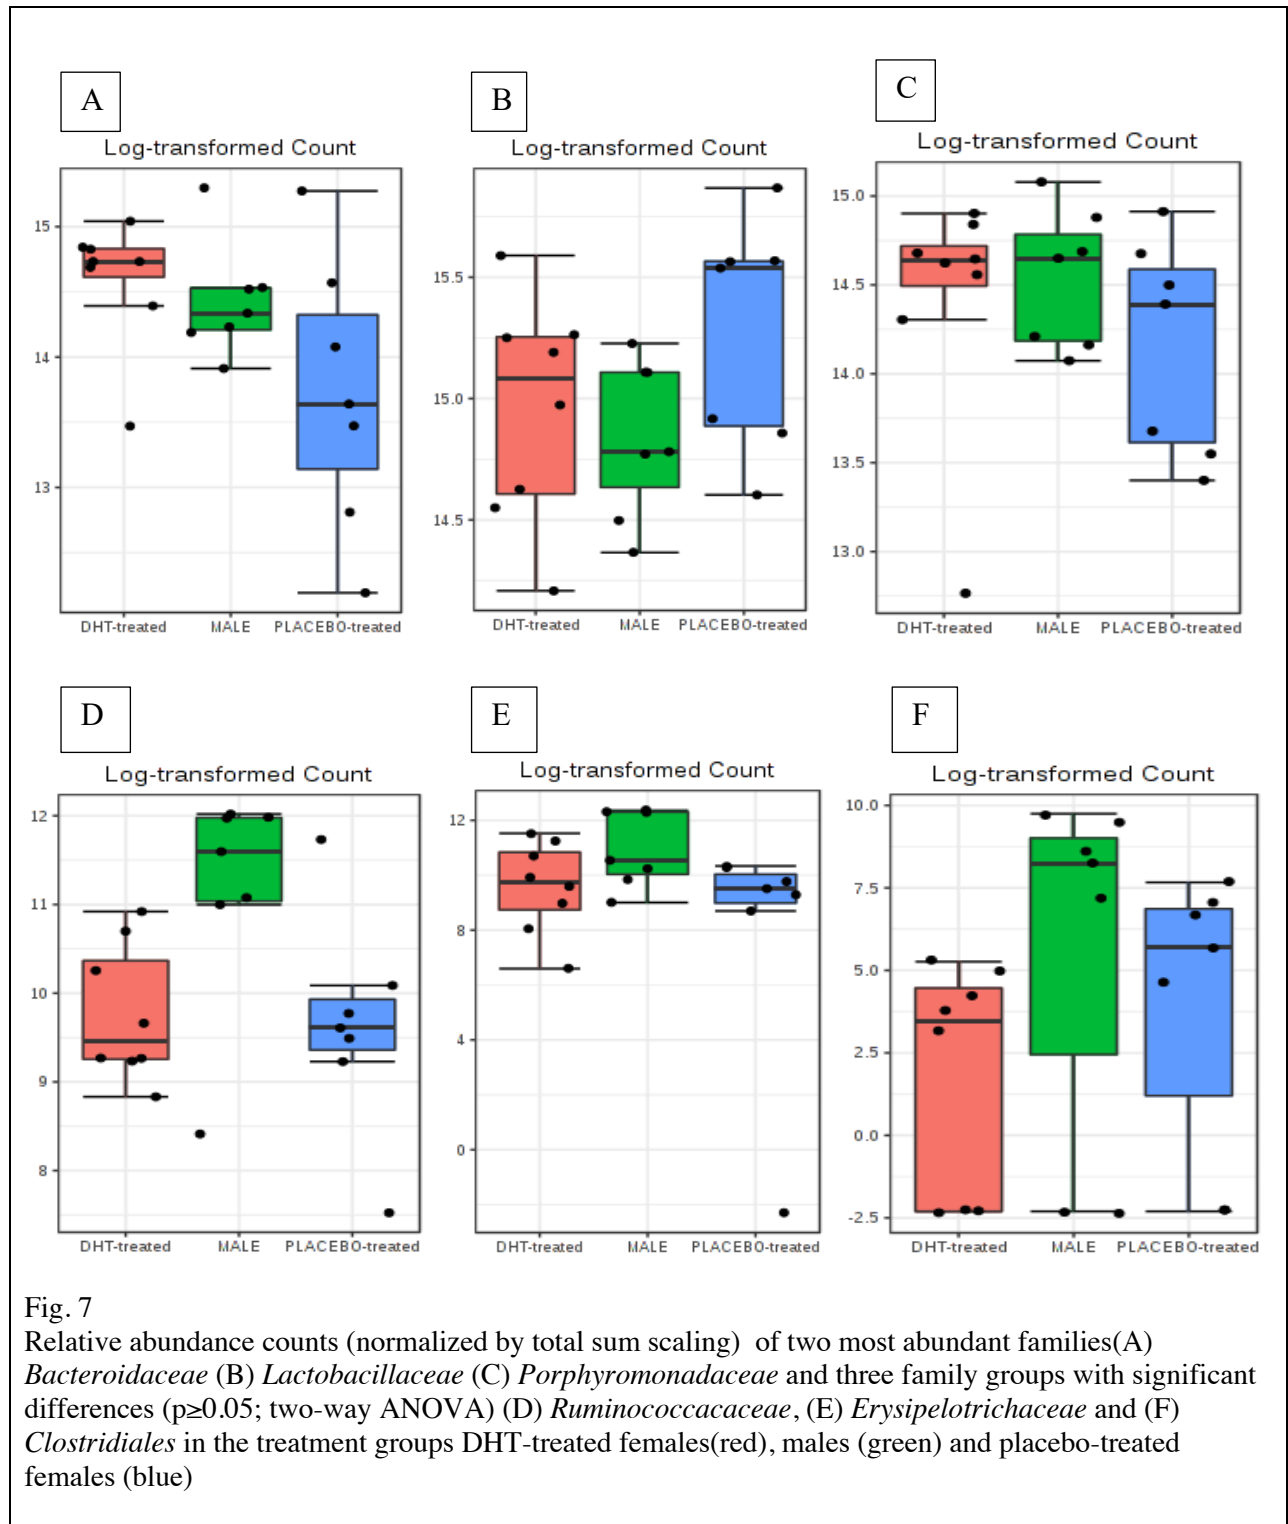 A
B
C
Log-transformed Count
Log-transformed Count
Log-transformed Count
15
14
13
DHT-treated MALE PLACEBO-treated
15.5
15.0
14.5
DHT-treated MALE PLACEBO-treated
15.0
14.5
14.0
13.5
13.0
DHT-treated MALE PLACEBO-treated
D
E
F
Log-transformed Count
Log-transformed Count
Log-transformed Count
12
11
10
9
8
DHT-treated MALE PLACEBO-treated
12
8
4
0
DHT-treated MALE PLACEBO-treated
10.0
7.5
5.0
2.5
0.0
-2.5
DHT-treated MALE PLACEBO-treated
Fig. 7
Relative abundance counts (normalized by total sum scaling) of two most abundant families(A)
Bacteroidaceae (B) Lactobacillaceae (C) Porphyromonadaceae and three family groups with significant
differences (p≥0.05; two-way ANOVA) (D) Ruminococcacaceae, (E) Erysipelotrichaceae and (F)
Clostridiales in the treatment groups DHT-treated females(red), males (green) and placebo-treated
females (blue)